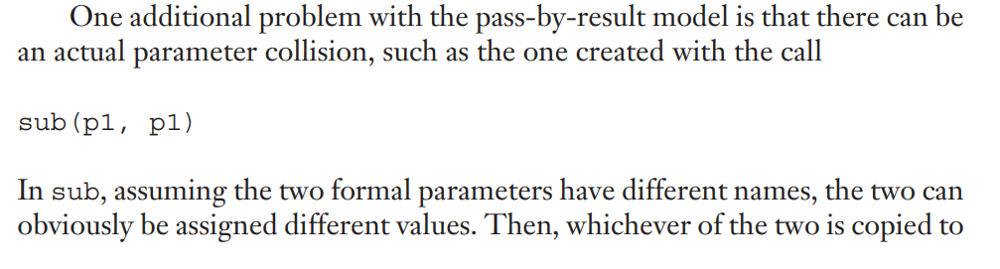 One additional problem with the pass-by-result model is that there can be
an actual parameter collision, such as the one created with the call
sub(p1, p1)
In sub, assuming the two formal parameters have different names, the two can
obviously be assigned different values. Then, whichever of the two is copied to